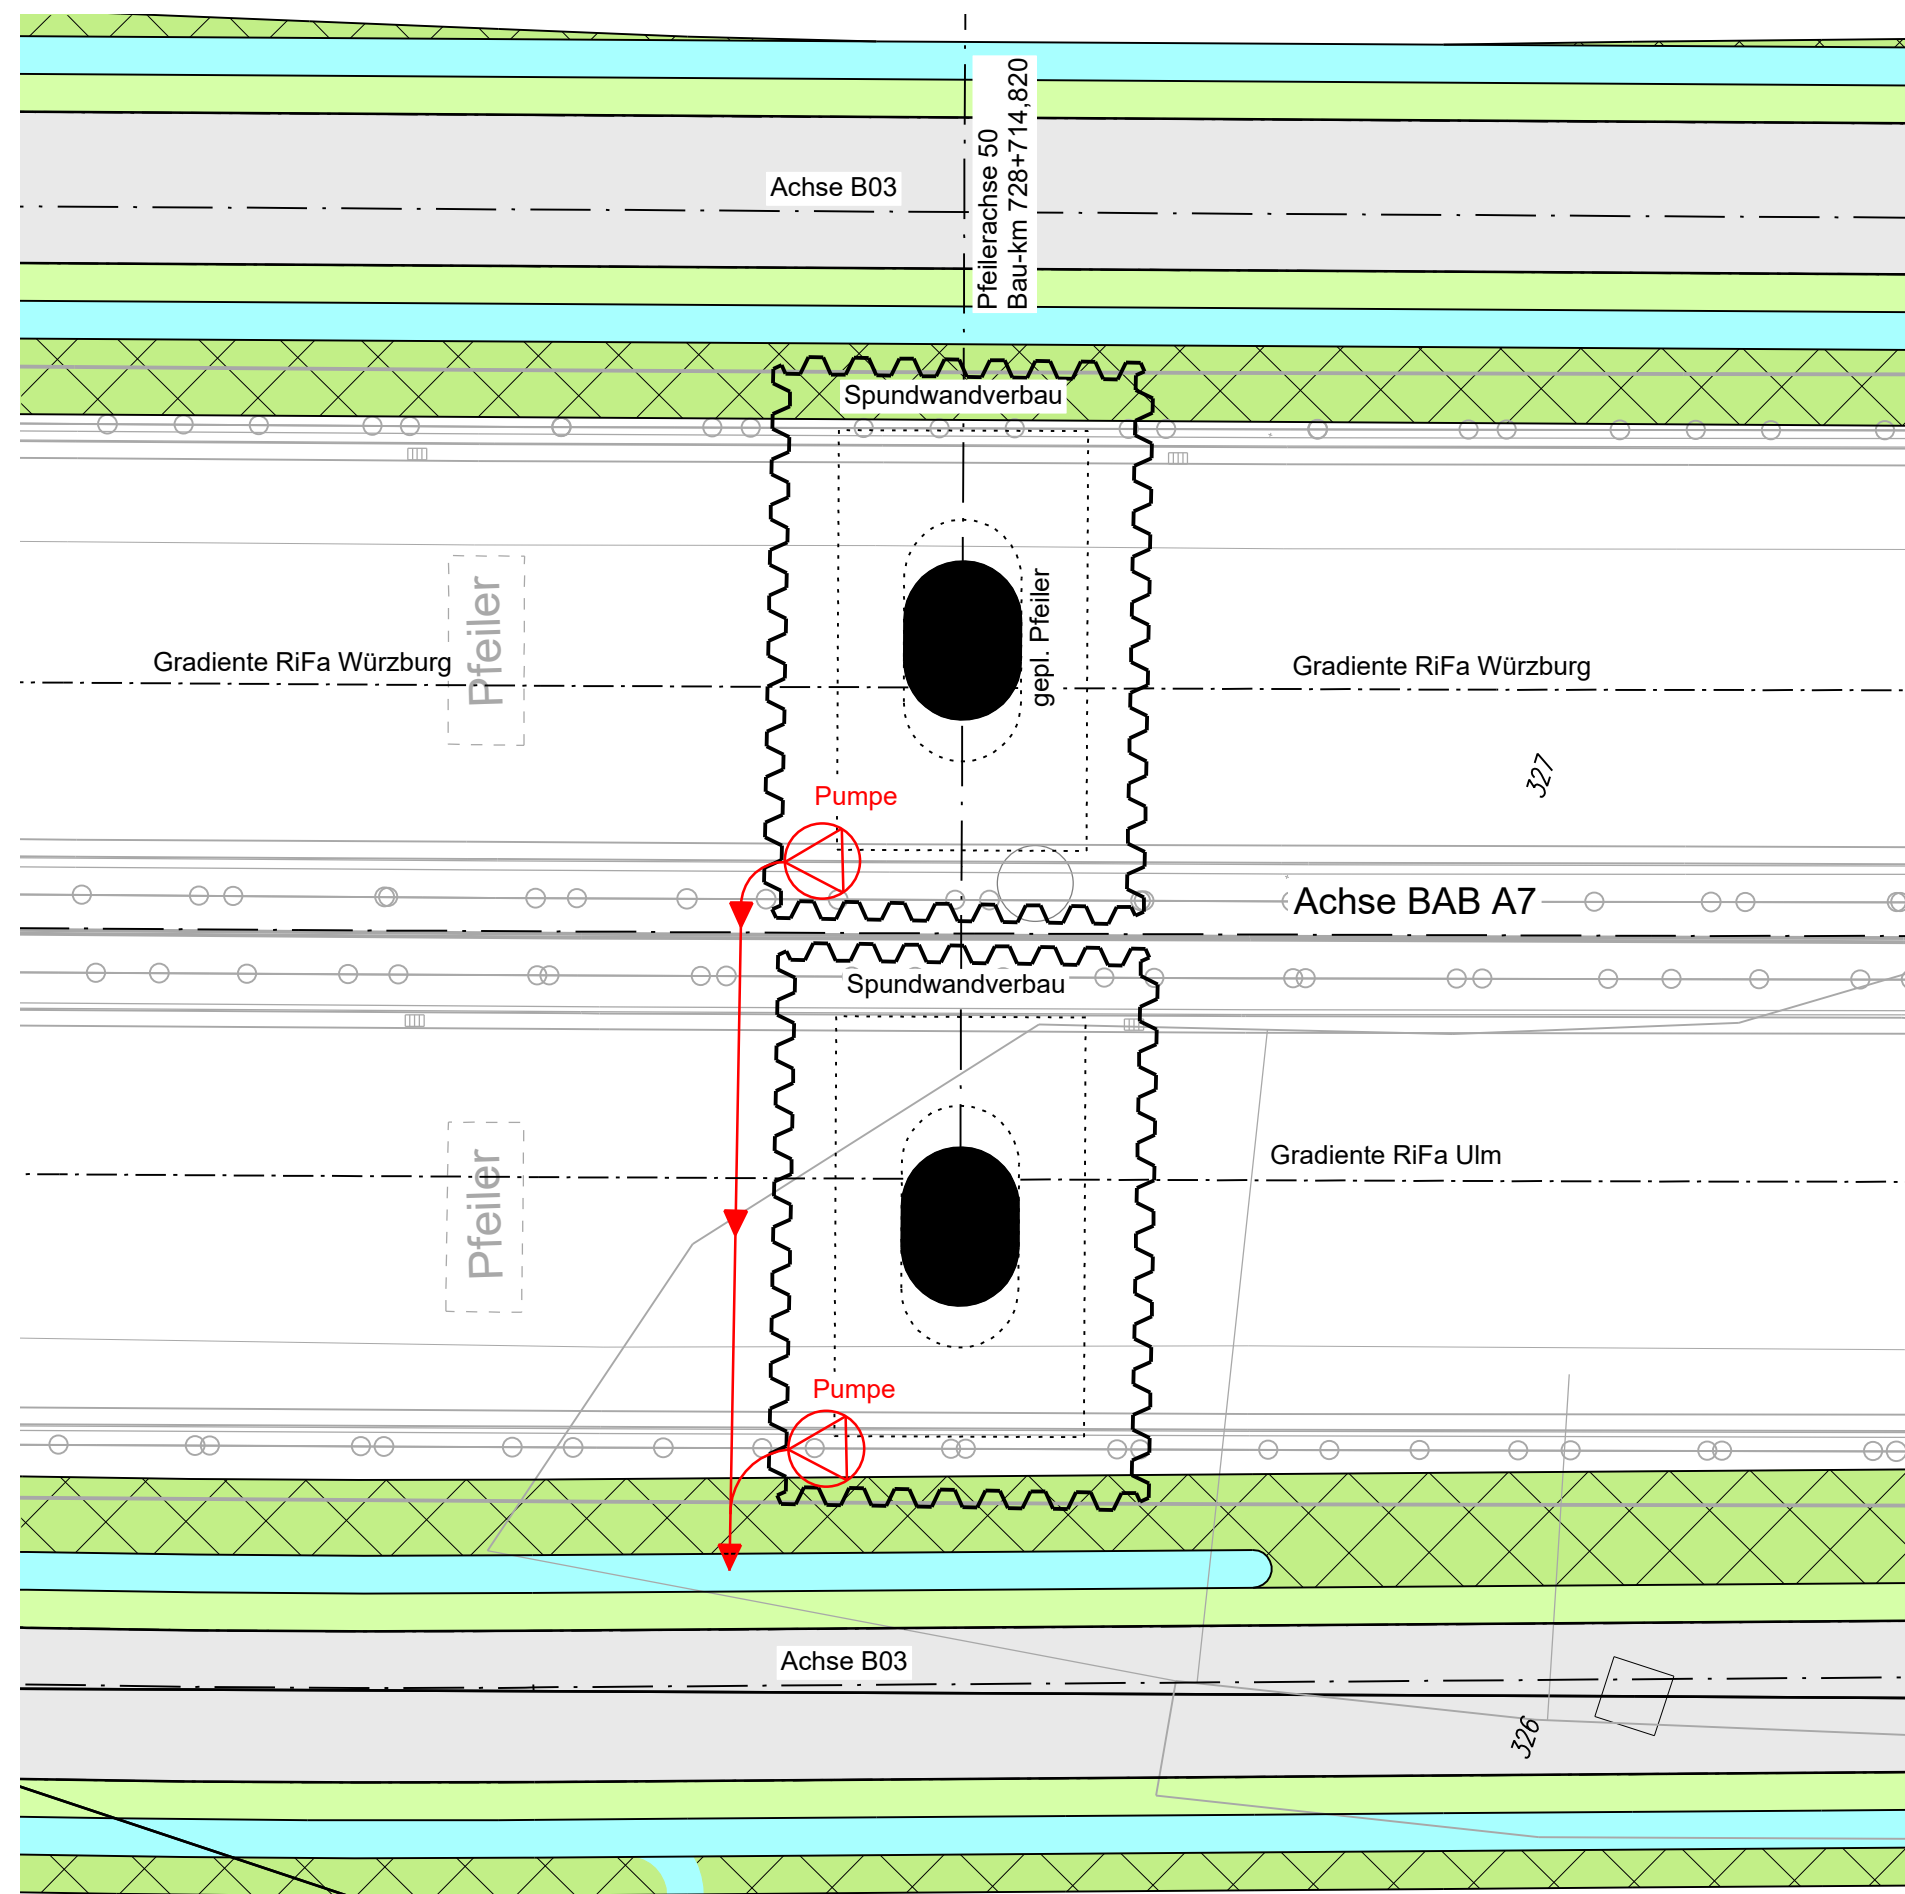 Pfeilerachse 50
Bau-km 728+714,820
Achse B03
Spundwandverbau
Pfeiler
gepl. Pfeiler
Gradiente RiFa Würzburg
Gradiente RiFa Würzburg
327
Pumpe
Achse BAB A7
Spundwandverbau
Pfeiler
Gradiente RiFa Ulm
Pumpe
Achse B03
326